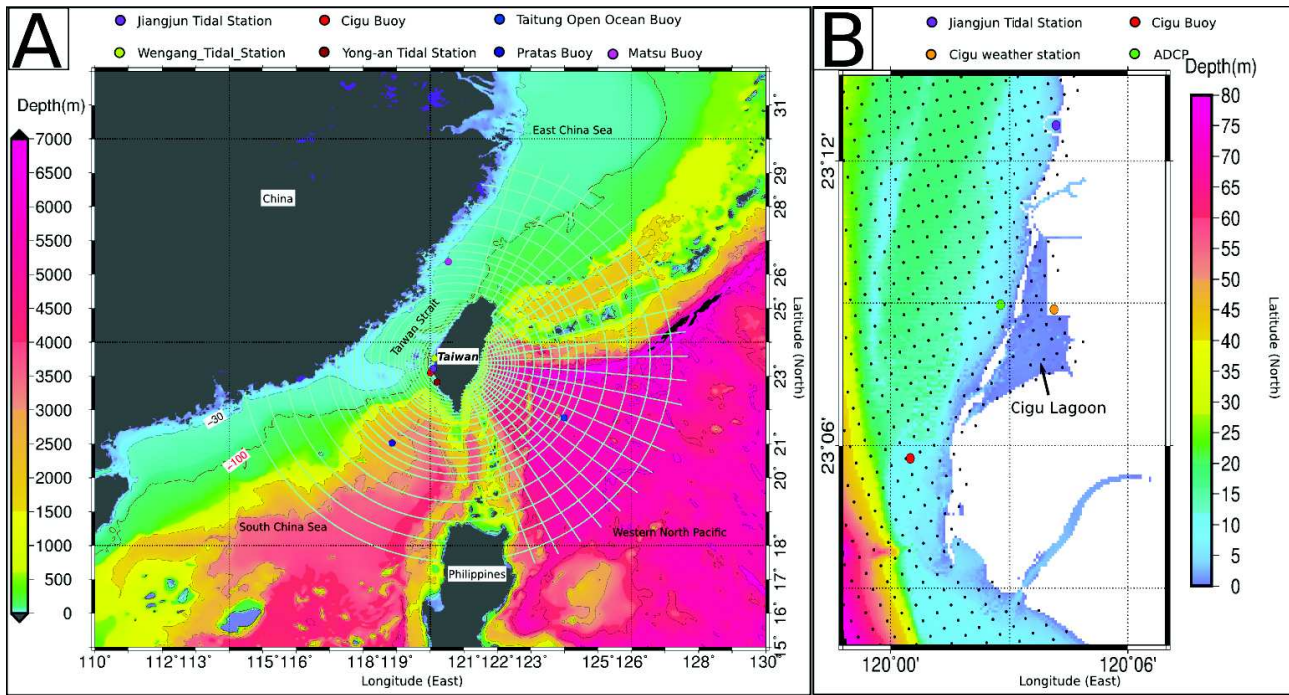 A
Jiangjun Tidal Station
Cigu Buoy
Taitung Open Ocean Buoy
Wengang_Tidal_Station
Yong-an Tidal Station
Pratas Buoy
Matsu Buoy
Depth(m)
7000
6500
6000
5500
5000
4500
4000
3500
3000
2500
2000
1500
1000
500
0
East China Sea
China
Taiwan Strait
Taiwan
−30
−100
South China Sea
Western North Pacific
Philippines
31°
29°
28°
26°
25°
23°
22°
21°
20°
18°
17°
16°
15°
Latitude (North)
110° 112° 113° 115° 116° 118° 119° 121° 122° 123° 125° 126° 128° 130°
Longitude (East)
B
Jiangjun Tidal Station
Cigu Buoy
Cigu weather station
ADCP
Depth(m)
80
75
70
65
60
55
50
45
40
35
30
25
20
15
10
5
0
23°12'
23°06'
Cigu Lagoon
Latitude (North)
120°00' 120°06'
Longitude (East)